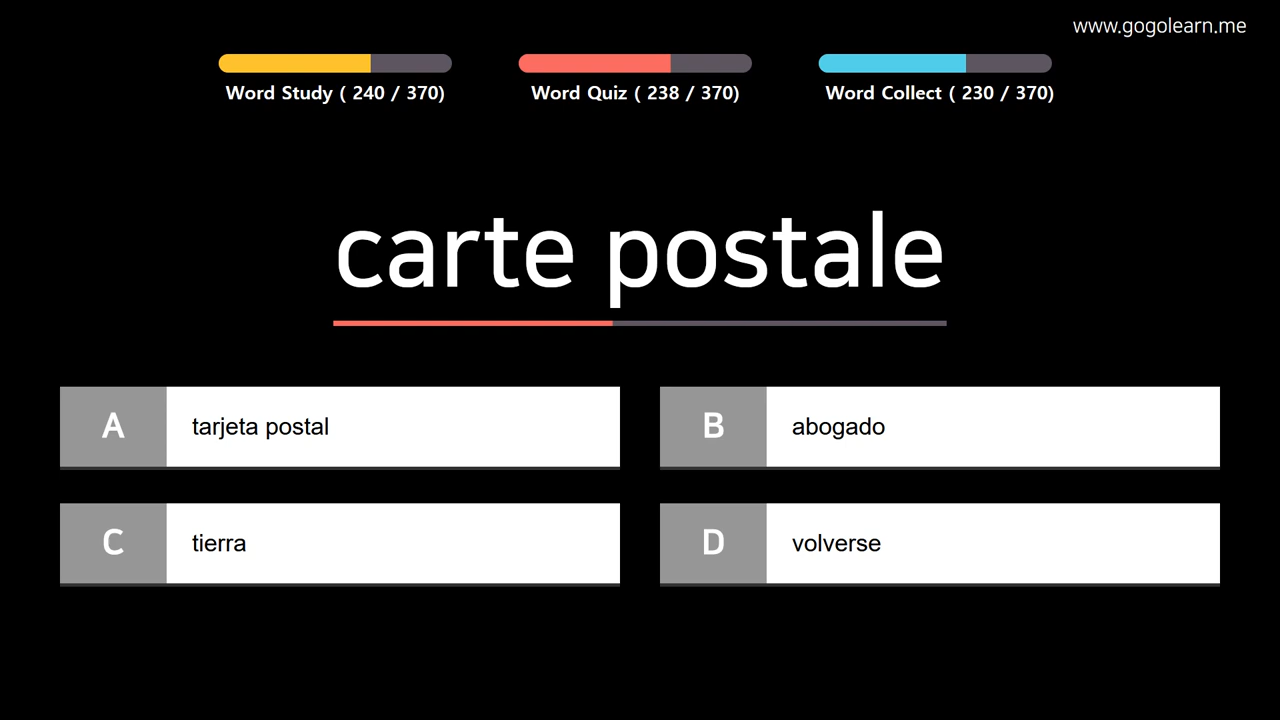 www.gogolearn.me
Word Study ( 240 / 370)
Word Quiz ( 238 / 370)
Word Collect ( 230 / 370)
carte postale
A tarjeta postal
B abogado
C tierra
D volverse